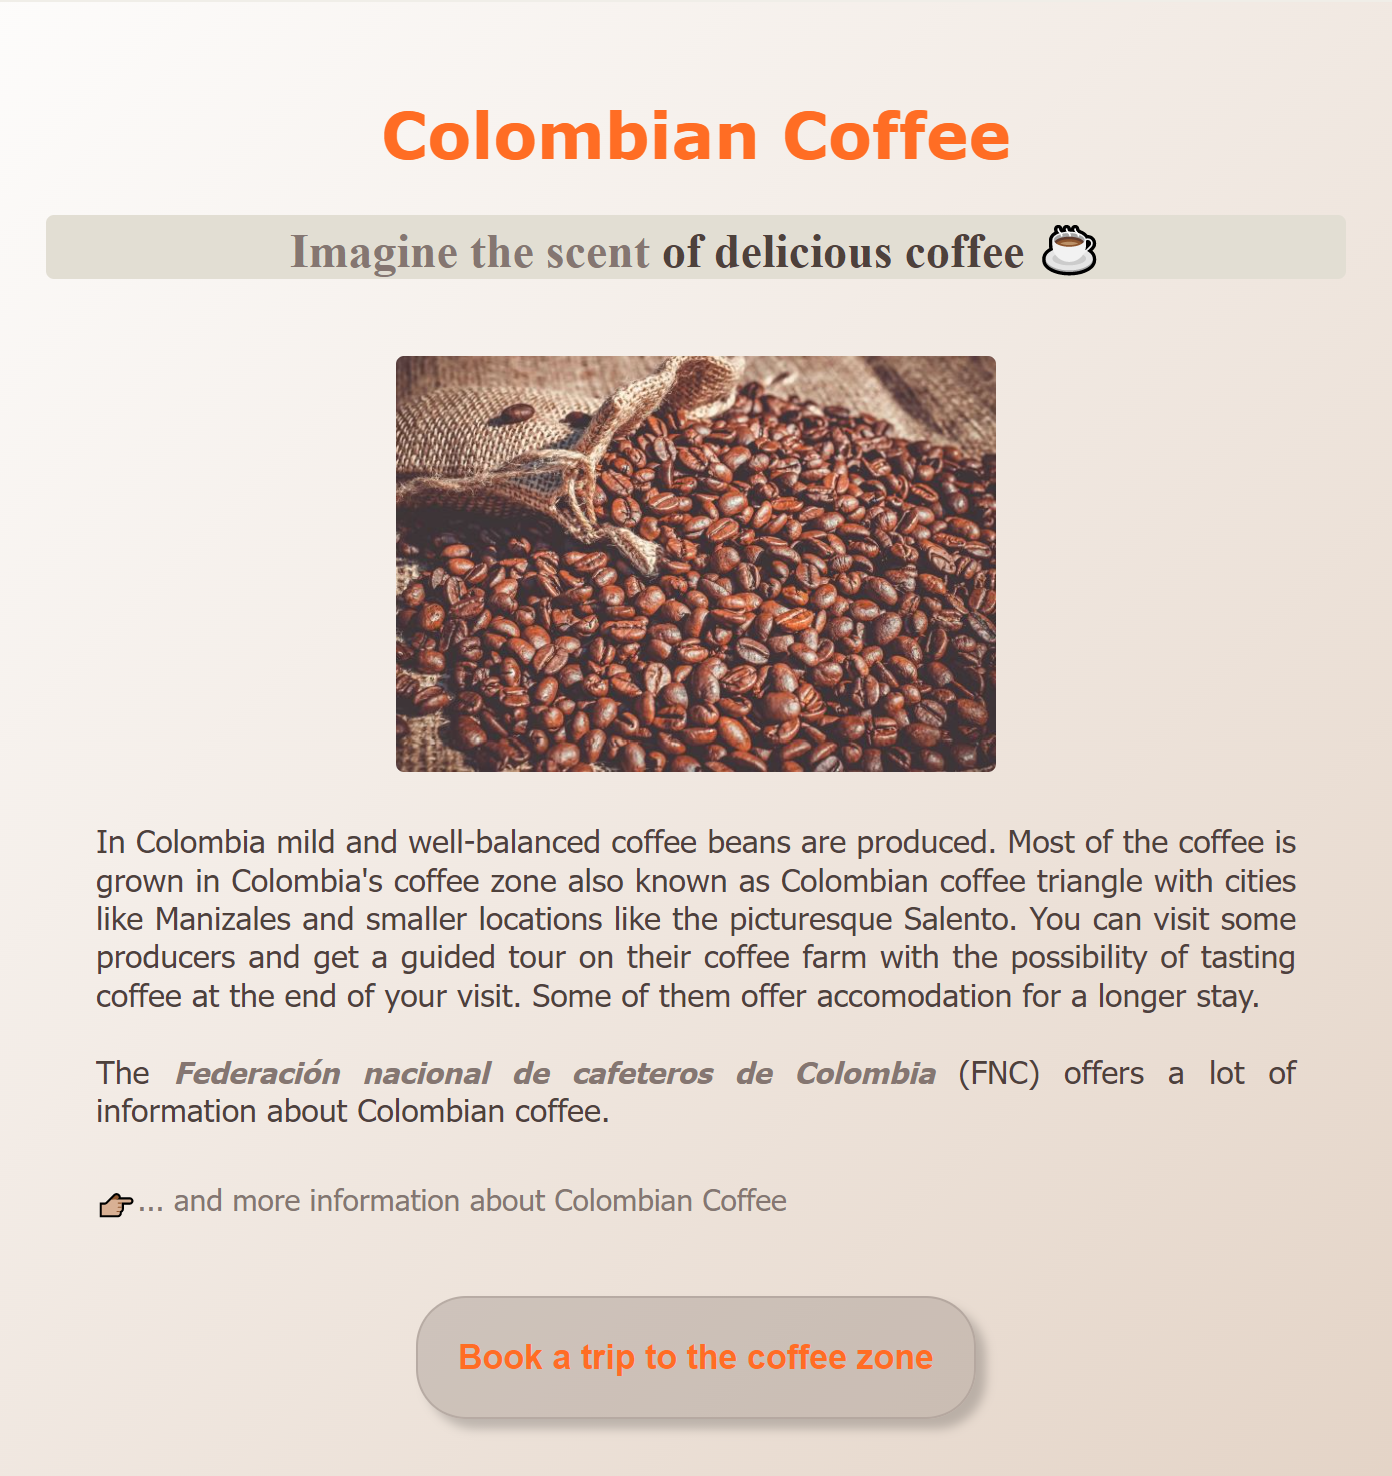 Colombian Coffee
Imagine the scent of delicious coffee ☕
In Colombia mild and well-balanced coffee beans are produced. Most of the coffee is
grown in Colombia's coffee zone also known as Colombian coffee triangle with cities
like Manizales and smaller locations like the picturesque Salento. You can visit some
producers and get a guided tour on their coffee farm with the possibility of tasting
coffee at the end of your visit. Some of them offer accomodation for a longer stay.
The Federación nacional de cafeteros de Colombia (FNC) offers a lot of
information about Colombian coffee.
👉... and more information about Colombian Coffee
Book a trip to the coffee zone